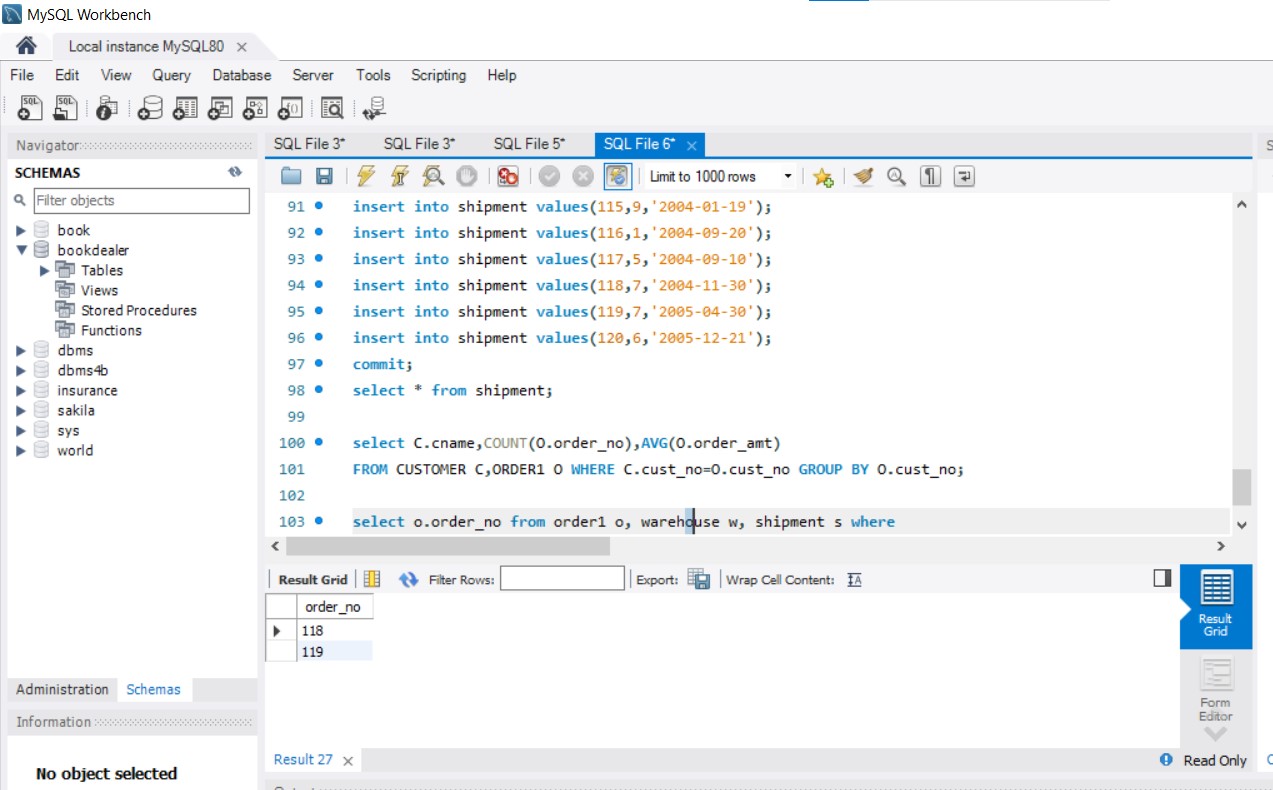 MySQL Workbench
Local instance MySQL80
File Edit View Query Database Server Tools Scripting Help
Navigator
SCHEMAS
Filter objects
book
bookdealer
Tables
Views
Stored Procedures
Functions
dbms
dbms4b
insurance
sakila
sys
world
Administration Schemas
Information
No object selected
SQL File 3* SQL File 3* SQL File 5* SQL File 6*
Limit to 1000 rows
91 insert into shipment values(115,9,'2004-01-19');
92 insert into shipment values(116,1,'2004-09-20');
93 insert into shipment values(117,5,'2004-09-10');
94 insert into shipment values(118,7,'2004-11-30');
95 insert into shipment values(119,7,'2005-04-30');
96 insert into shipment values(120,6,'2005-12-21');
97 commit;
98 select * from shipment;
99
100 select C.cname,COUNT(O.order_no),AVG(O.order_amt)
101 FROM CUSTOMER C,ORDER1 O WHERE C.cust_no=O.cust_no GROUP BY O.cust_no;
102
103 select o.order_no from order1 o, warehouse w, shipment s where
Result Grid Filter Rows: Export: Wrap Cell Content:
order_no
118
119
Result Grid
Form Editor
Result 27
Read Only